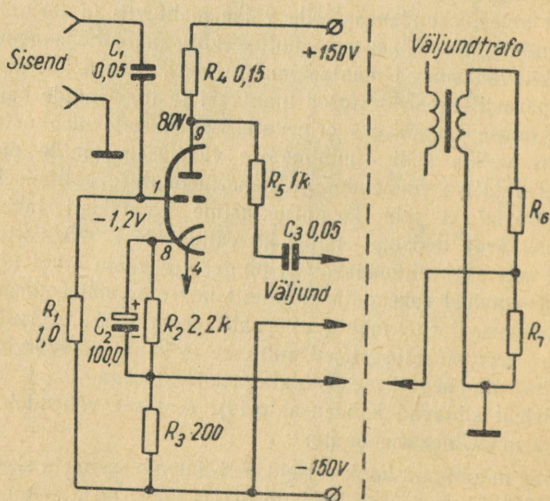 Sisend
C₁
0,05
R₄ 0,15
+150V
Väljundtrafo
80V
9
1
-1,2V
8
4
R₅ 1k
C₃ 0,05
Väljund
R₆
R₁
1,0
+
-
C₂
100,0
R₂ 2,2k
R₇
R₃ 200
-150V